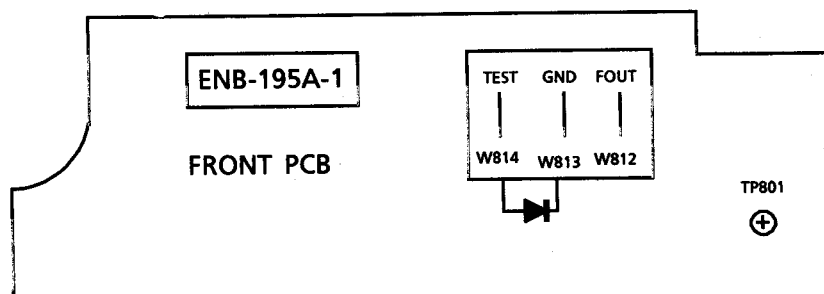 ENB-195A-1
TEST GND FOUT
W814 W813 W812
FRONT PCB
TP801